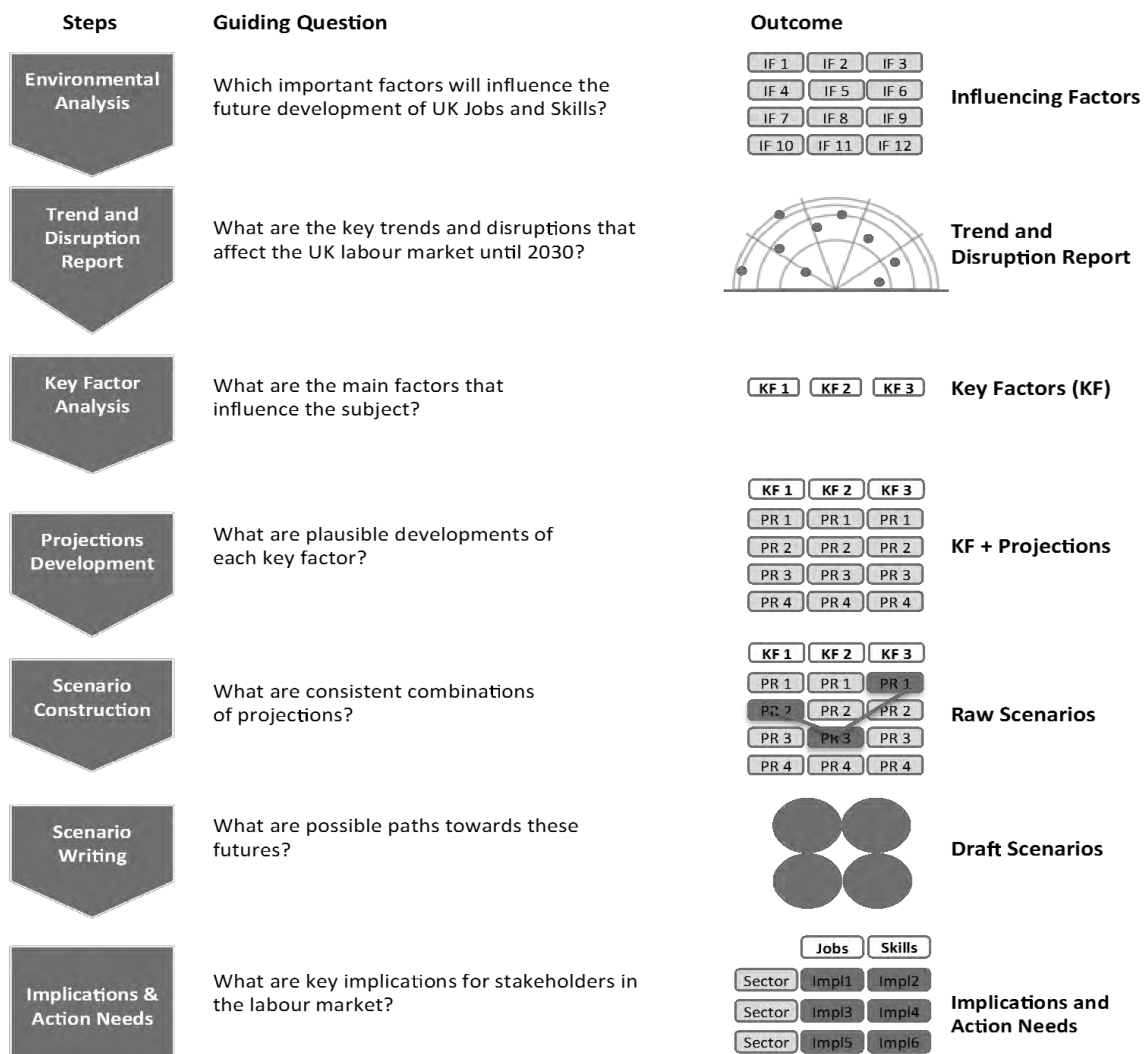 Steps Guiding Question Outcome
Environmental
Analysis
Which important factors will influence the
future development of UK Jobs and Skills?
IF 1 IF 2 IF 3
IF 4 IF 5 IF 6
IF 7 IF 8 IF 9
IF 10 IF 11 IF 12
Influencing Factors
Trend and
Disruption
Report
What are the key trends and disruptions that
affect the UK labour market until 2030?
Trend and
Disruption Report
Key Factor
Analysis
What are the main factors that
influence the subject?
KF 1 KF 2 KF 3
Key Factors (KF)
Projections
Development
What are plausible developments of
each key factor?
KF 1 KF 2 KF 3
PR 1 PR 1 PR 1
PR 2 PR 2 PR 2
PR 3 PR 3 PR 3
PR 4 PR 4 PR 4
KF + Projections
Scenario
Construction
What are consistent combinations
of projections?
KF 1 KF 2 KF 3
PR 1 PR 1 PR 1
PR 2 PR 2 PR 2
PR 3 PR 3 PR 3
PR 4 PR 4 PR 4
Raw Scenarios
Scenario
Writing
What are possible paths towards these
futures?
Draft Scenarios
Implications &
Action Needs
What are key implications for stakeholders in
the labour market?
Jobs Skills
Sector Impl1 Impl2
Sector Impl3 Impl4
Sector Impl5 Impl6
Implications and
Action Needs